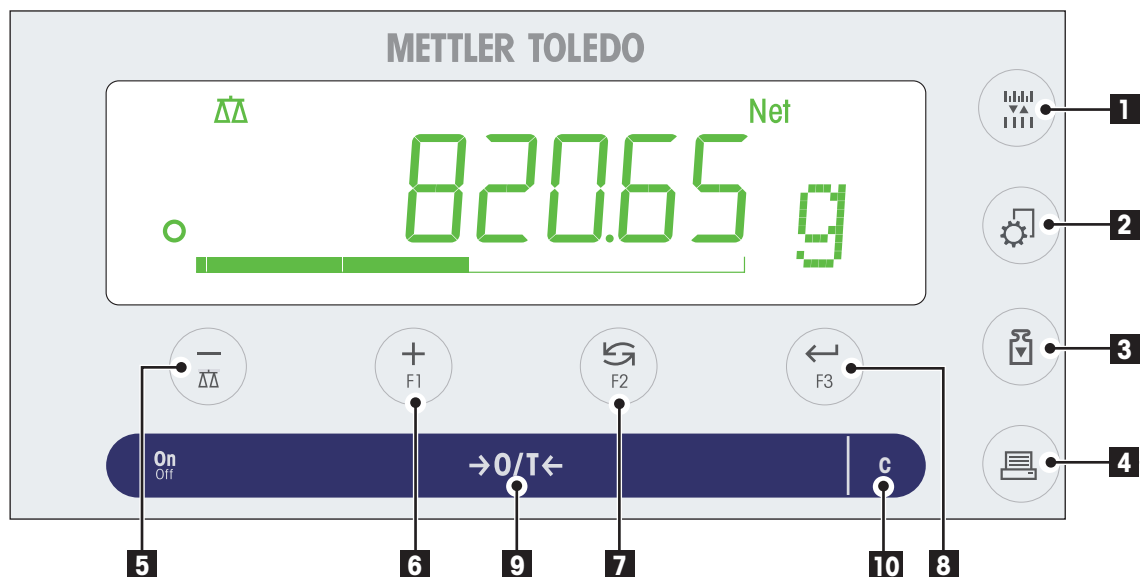 METTLER TOLEDO
Net
820.65 g
1
2
3
4
F1
F2
F3
On
Off
→0/T←
C
5
6
9
7
10
8